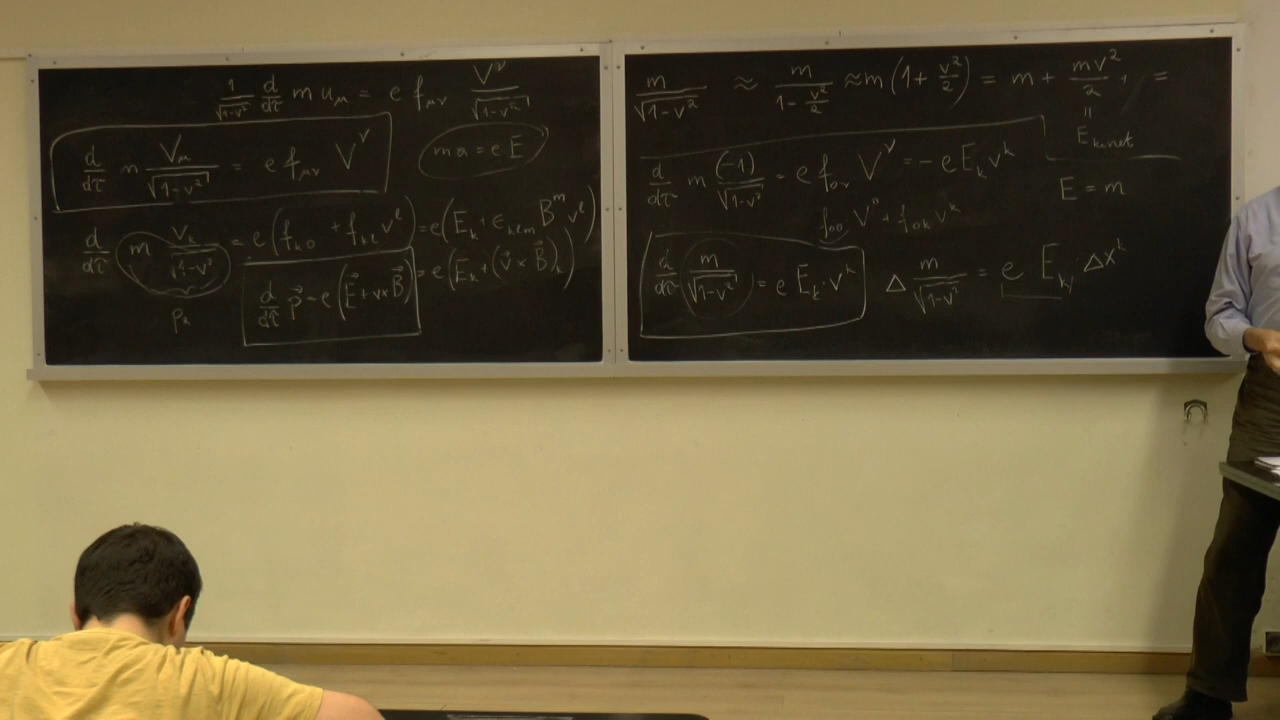 1/√(1-v²) d/dτ m u_μ = e f_μν V^ν/√(1-v²)
d/dτ m V_μ/√(1-v²) = e f_μν V^ν
ma = e E
d/dτ m V_k/√(1-v²) = e(f_k0 + f_kl v^l) = e(E_k + ε_klm B^m v^l)
p_k
d/dτ p⃗ = e(E⃗ + v×B⃗)
= e(E_k + (v⃗ × B⃗)_k)
m/√(1-v²) ≈ m/(1 - v²/2) ≈ m(1 + v²/2) = m + mv²/2, =
"
E kinet
d/dτ m (-1)/√(1-v²) = e f_0ν V^ν = -e E_k v^k
E = m
f_00 V^0 + f_0k v^k
d/dτ m/√(1-v²) = e E_k · v^k
Δ m/√(1-v²) = e E_k · Δx^k